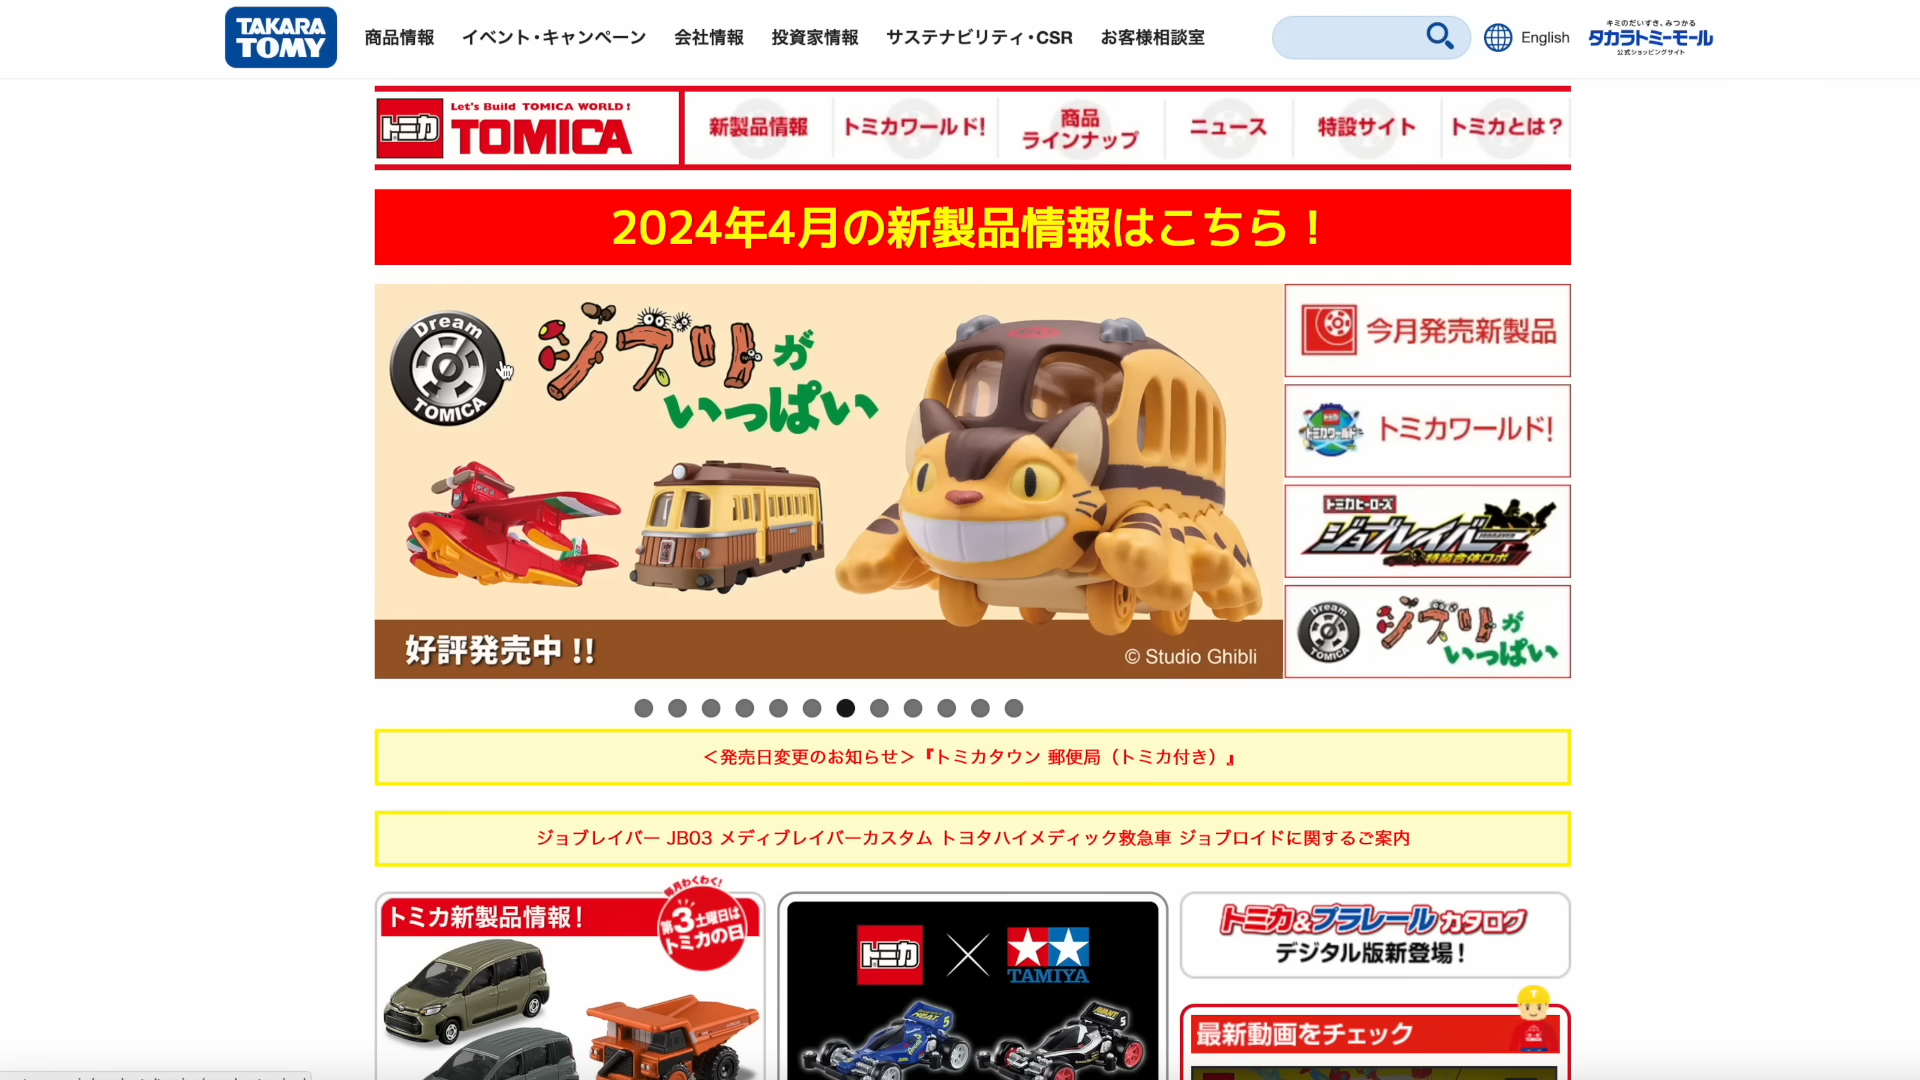 TAKARA
TOMY
商品情報
イベント・キャンペーン
会社情報
投資家情報
サステナビリティ・CSR
お客様相談室
English
キミのだいすき、みつかる
タカラトミーモール
公式ショッピングサイト
トミカ
Let's Build TOMICA WORLD!
TOMICA
新製品情報
トミカワールド!
商品
ラインナップ
ニュース
特設サイト
トミカとは？
2024年4月の新製品情報はこちら！
Dream
TOMICA
ジブリが
いっぱい
好評発売中!!
© Studio Ghibli
今月発売新製品
トミカワールド!
トミカワールド!
トミカヒーローズ
ジョブレイバー
特装合体ロボ
Dream
TOMICA
ジブリが
いっぱい
＜発売日変更のお知らせ＞『トミカタウン 郵便局（トミカ付き）』
ジョブレイバー JB03 メディブレイバーカスタム トヨタハイメディック救急車 ジョブロイドに関するご案内
トミカ新製品情報！
毎月わくわく!
第3土曜日は
トミカの日
トミカ
TAMIYA
トミカ&プラレールカタログ
デジタル版新登場！
最新動画をチェック